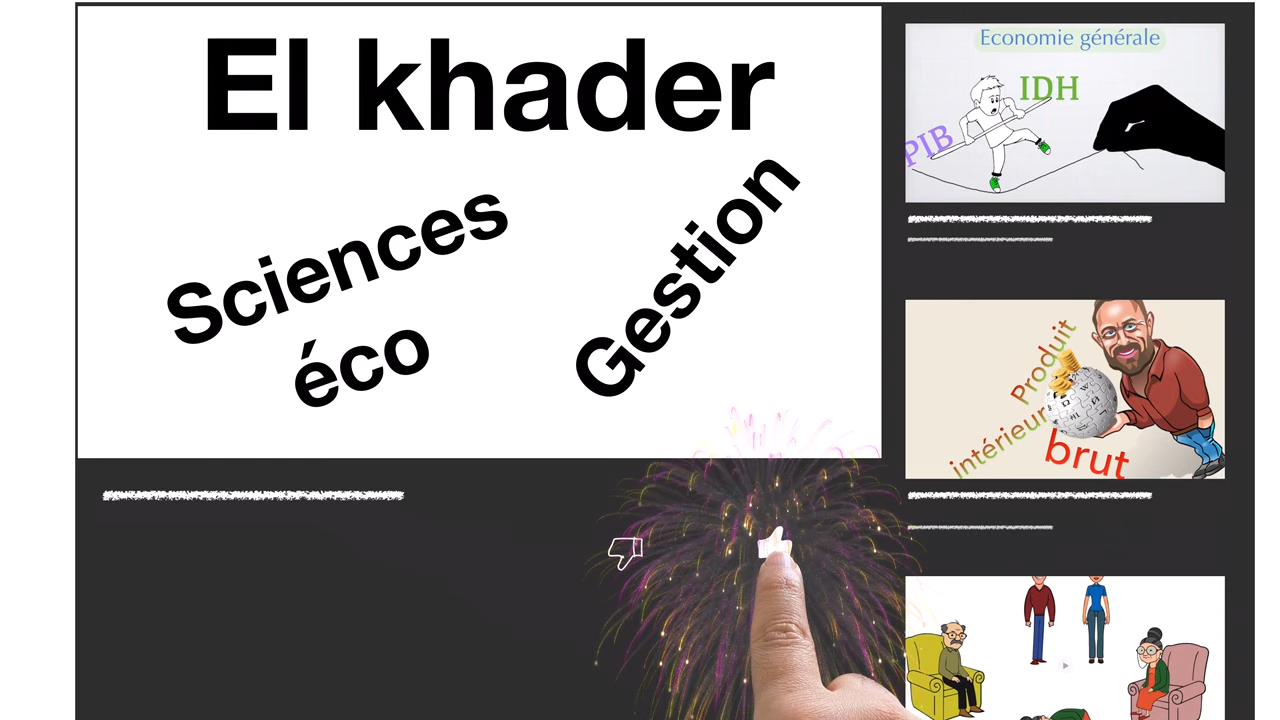 El khader
Sciences
éco
Gestion
Economie générale
IDH
PIB
Produit
intérieur
brut